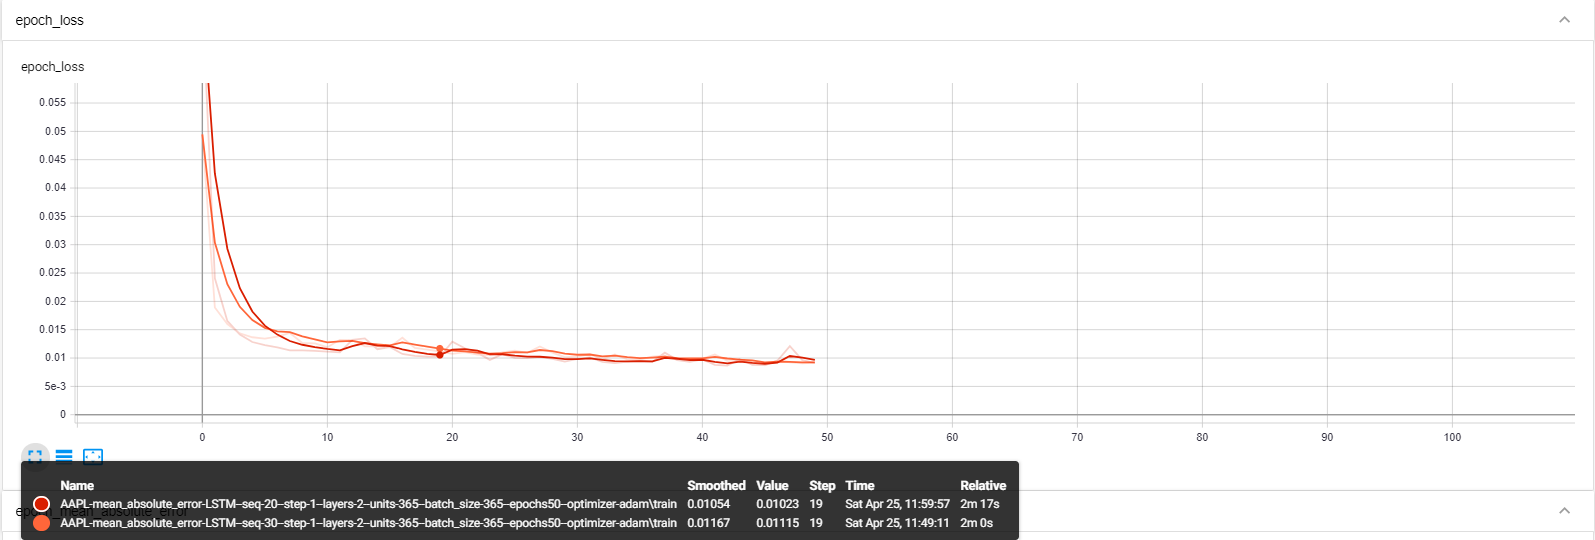 epoch_loss
epoch_loss
0.055
0.05
0.045
0.04
0.035
0.03
0.025
0.02
0.015
0.01
5e-3
0
0 10 20 30 40 50 60 70 80 90 100
Name Smoothed Value Step Time Relative
AAPL-mean_absolute_error-LSTM-seq-20-step-1-layers-2-units-365-batch_size-365-epochs50-optimizer-adam\train 0.01054 0.01023 19 Sat Apr 25, 11:59:57 2m 17s
epoch_mean_absolute_error
AAPL-mean_absolute_error-LSTM-seq-30-step-1-layers-2-units-365-batch_size-365-epochs50-optimizer-adam\train 0.01167 0.01115 19 Sat Apr 25, 11:49:11 2m 0s